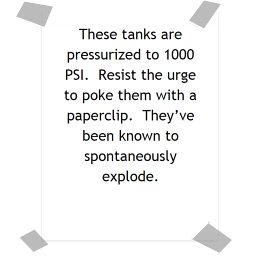 These tanks are
pressurized to 1000
PSI.  Resist the urge
to poke them with a
paperclip.  They’ve
been known to
spontaneously
explode.